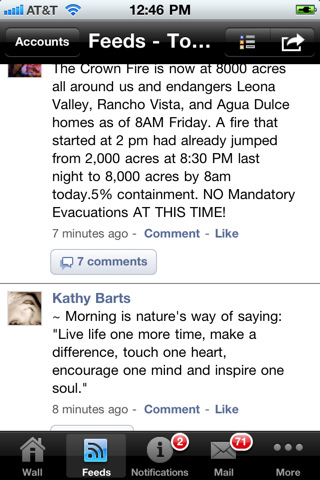 AT&T 12:46 PM
Accounts Feeds - To...
The Crown Fire is now at 8000 acres
all around us and endangers Leona
Valley, Rancho Vista, and Agua Dulce
homes as of 8AM Friday. A fire that
started at 2 pm had already jumped
from 2,000 acres at 8:30 PM last
night to 8,000 acres by 8am
today.5% containment. NO Mandatory
Evacuations AT THIS TIME!
7 minutes ago - Comment - Like
7 comments
Kathy Barts
~ Morning is nature's way of saying:
"Live life one more time, make a
difference, touch one heart,
encourage one mind and inspire one
soul."
8 minutes ago - Comment - Like
2 71
Wall Feeds Notifications Mail More